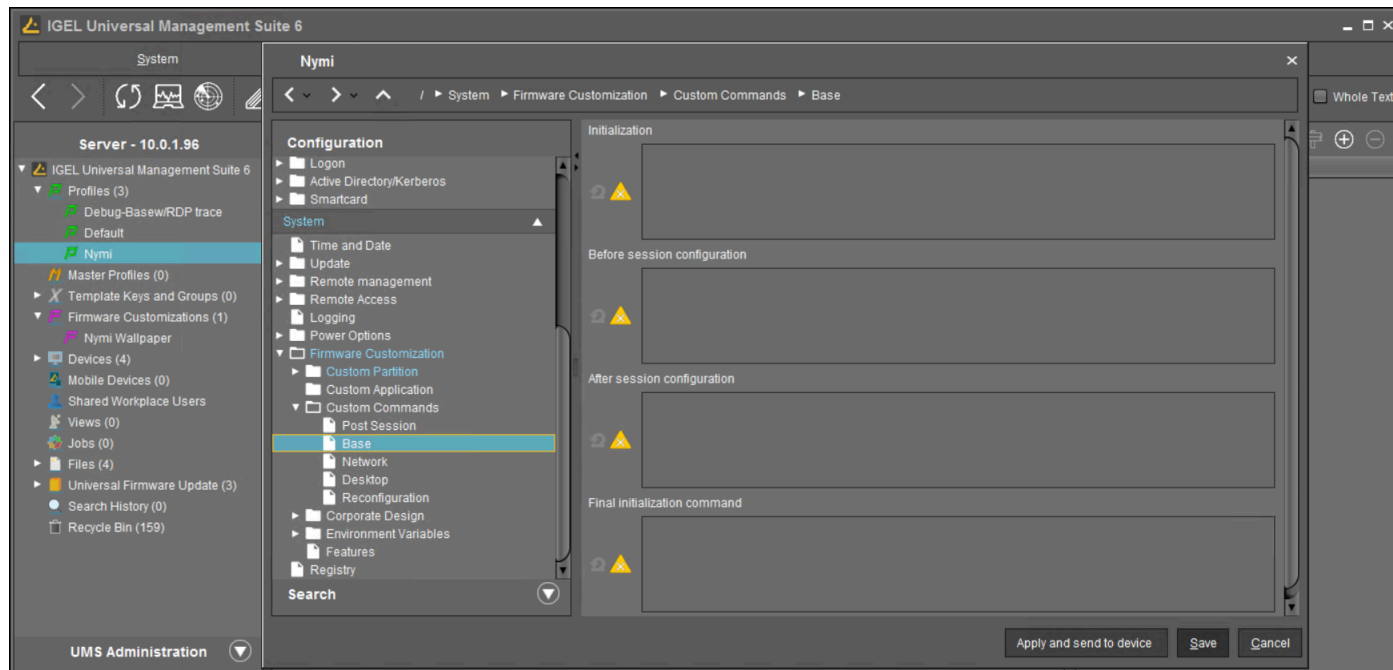 IGEL Universal Management Suite 6
System
Server - 10.0.1.96
IGEL Universal Management Suite 6
Profiles (3)
Debug-Basew/RDP trace
Default
Nymi
Master Profiles (0)
Template Keys and Groups (0)
Firmware Customizations (1)
Nymi Wallpaper
Devices (4)
Mobile Devices (0)
Shared Workplace Users
Views (0)
Jobs (0)
Files (4)
Universal Firmware Update (3)
Search History (0)
Recycle Bin (159)
UMS Administration
Nymi
/ System Firmware Customization Custom Commands Base
Configuration
Logon
Active Directory/Kerberos
Smartcard
System
Time and Date
Update
Remote management
Remote Access
Logging
Power Options
Firmware Customization
Custom Partition
Custom Application
Custom Commands
Post Session
Base
Network
Desktop
Reconfiguration
Corporate Design
Environment Variables
Features
Registry
Search
Initialization
Before session configuration
After session configuration
Final initialization command
Apply and send to device Save Cancel
Whole Text